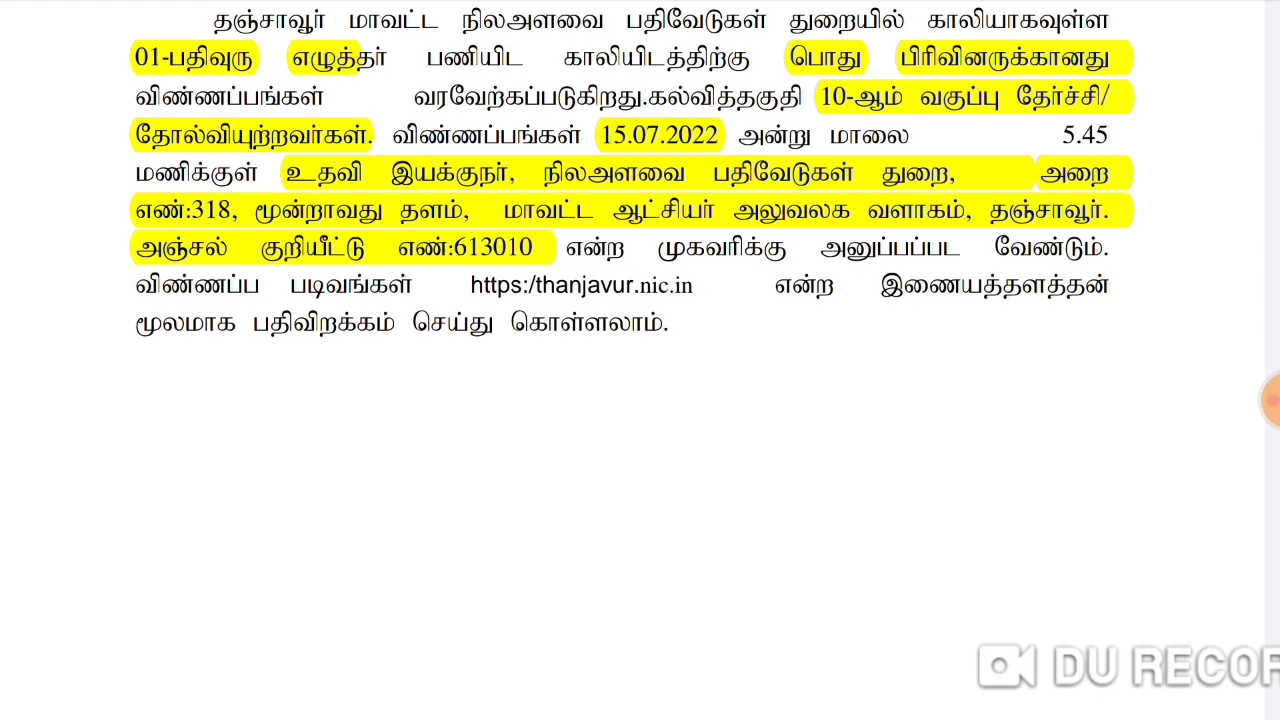 தஞ்சாவூர் மாவட்ட நிலஅளவை பதிவேடுகள் துறையில் காலியாகவுள்ள
01-பதிவுரு எழுத்தர் பணியிட காலியிடத்திற்கு பொது பிரிவினருக்கானது
விண்ணப்பங்கள் வரவேற்கப்படுகிறது.கல்வித்தகுதி 10-ஆம் வகுப்பு தேர்ச்சி/
தோல்வியுற்றவர்கள். விண்ணப்பங்கள் 15.07.2022 அன்று மாலை 5.45
மணிக்குள் உதவி இயக்குநர், நிலஅளவை பதிவேடுகள் துறை, அறை
எண்:318, மூன்றாவது தளம், மாவட்ட ஆட்சியர் அலுவலக வளாகம், தஞ்சாவூர்.
அஞ்சல் குறியீட்டு எண்:613010 என்ற முகவரிக்கு அனுப்பப்பட வேண்டும்.
விண்ணப்ப படிவங்கள் https:/thanjavur.nic.in என்ற இணையத்தளத்தன்
மூலமாக பதிவிறக்கம் செய்து கொள்ளலாம்.
DU RECOR